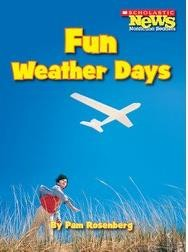 SCHOLASTIC
News
Nonfiction Readers
Fun
Weather Days
By Pam Rosenberg